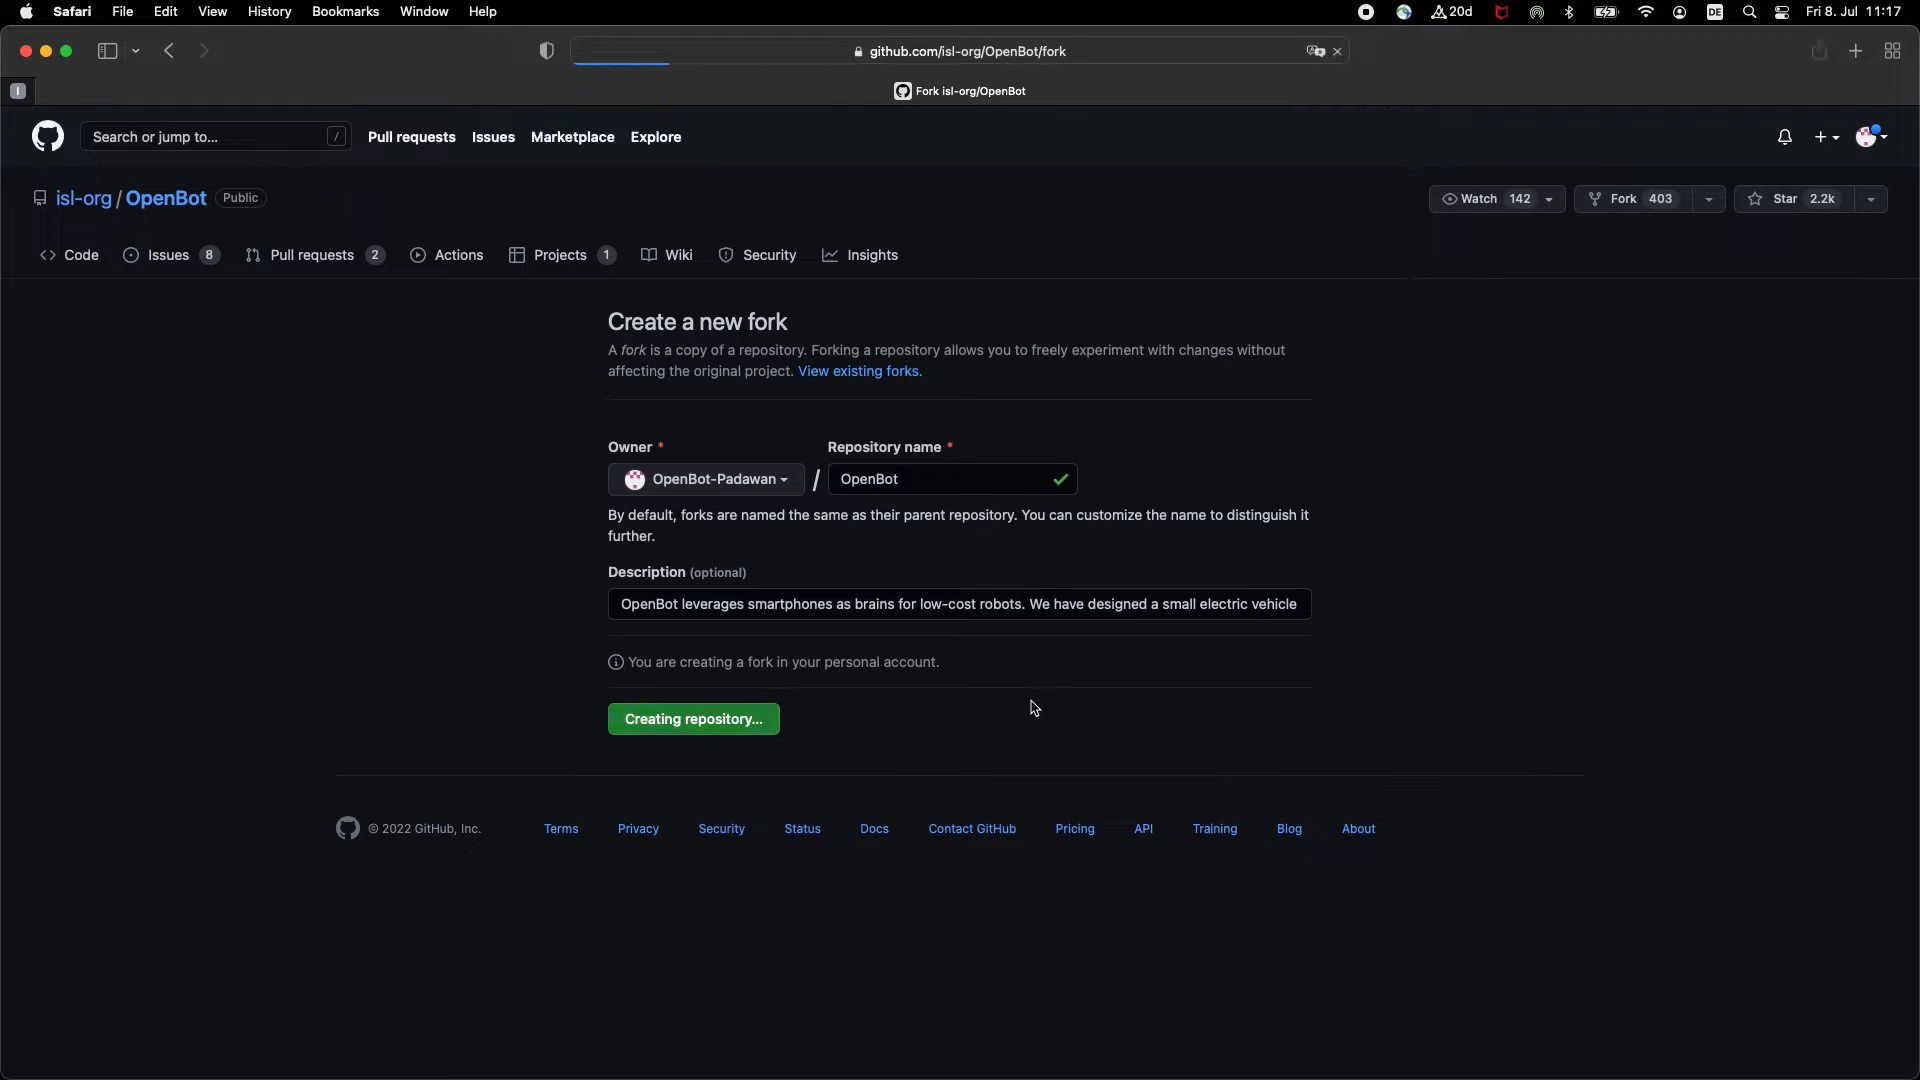 Safari File Edit View History Bookmarks Window Help 20d DE Fri 8. Jul 11:17
github.com/isl-org/OpenBot/fork
I Fork isl-org/OpenBot
Search or jump to... / Pull requests Issues Marketplace Explore
isl-org / OpenBot Public Watch 142 Fork 403 Star 2.2k
Code Issues 8 Pull requests 2 Actions Projects 1 Wiki Security Insights
Create a new fork
A fork is a copy of a repository. Forking a repository allows you to freely experiment with changes without
affecting the original project. View existing forks.
Owner * Repository name *
OpenBot-Padawan / OpenBot
By default, forks are named the same as their parent repository. You can customize the name to distinguish it
further.
Description (optional)
OpenBot leverages smartphones as brains for low-cost robots. We have designed a small electric vehicle
You are creating a fork in your personal account.
Creating repository...
© 2022 GitHub, Inc. Terms Privacy Security Status Docs Contact GitHub Pricing API Training Blog About